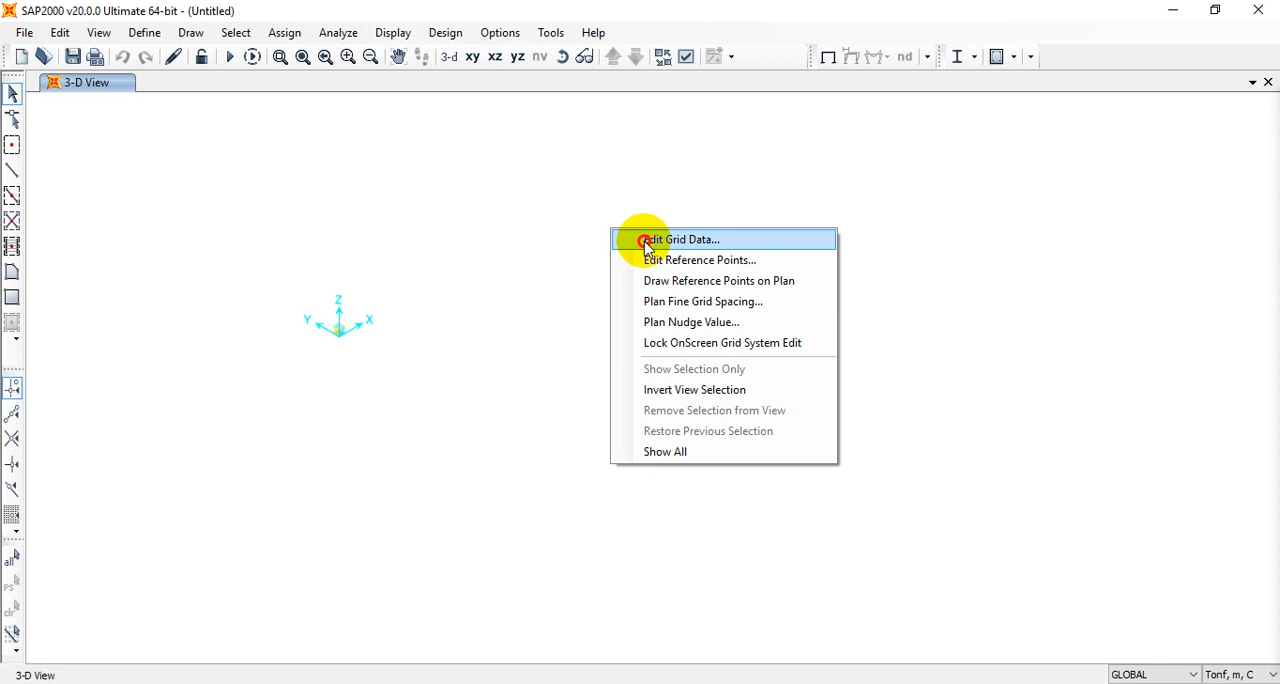 SAP2000 v20.0.0 Ultimate 64-bit - (Untitled)
File Edit View Define Draw Select Assign Analyze Display Design Options Tools Help
3-d xy xz yz nv nd
3-D View
Z
Y X
Edit Grid Data...
Edit Reference Points...
Draw Reference Points on Plan
Plan Fine Grid Spacing...
Plan Nudge Value...
Lock OnScreen Grid System Edit
Show Selection Only
Invert View Selection
Remove Selection from View
Restore Previous Selection
Show All
all
ps
clr
3-D View GLOBAL Tonf, m, C